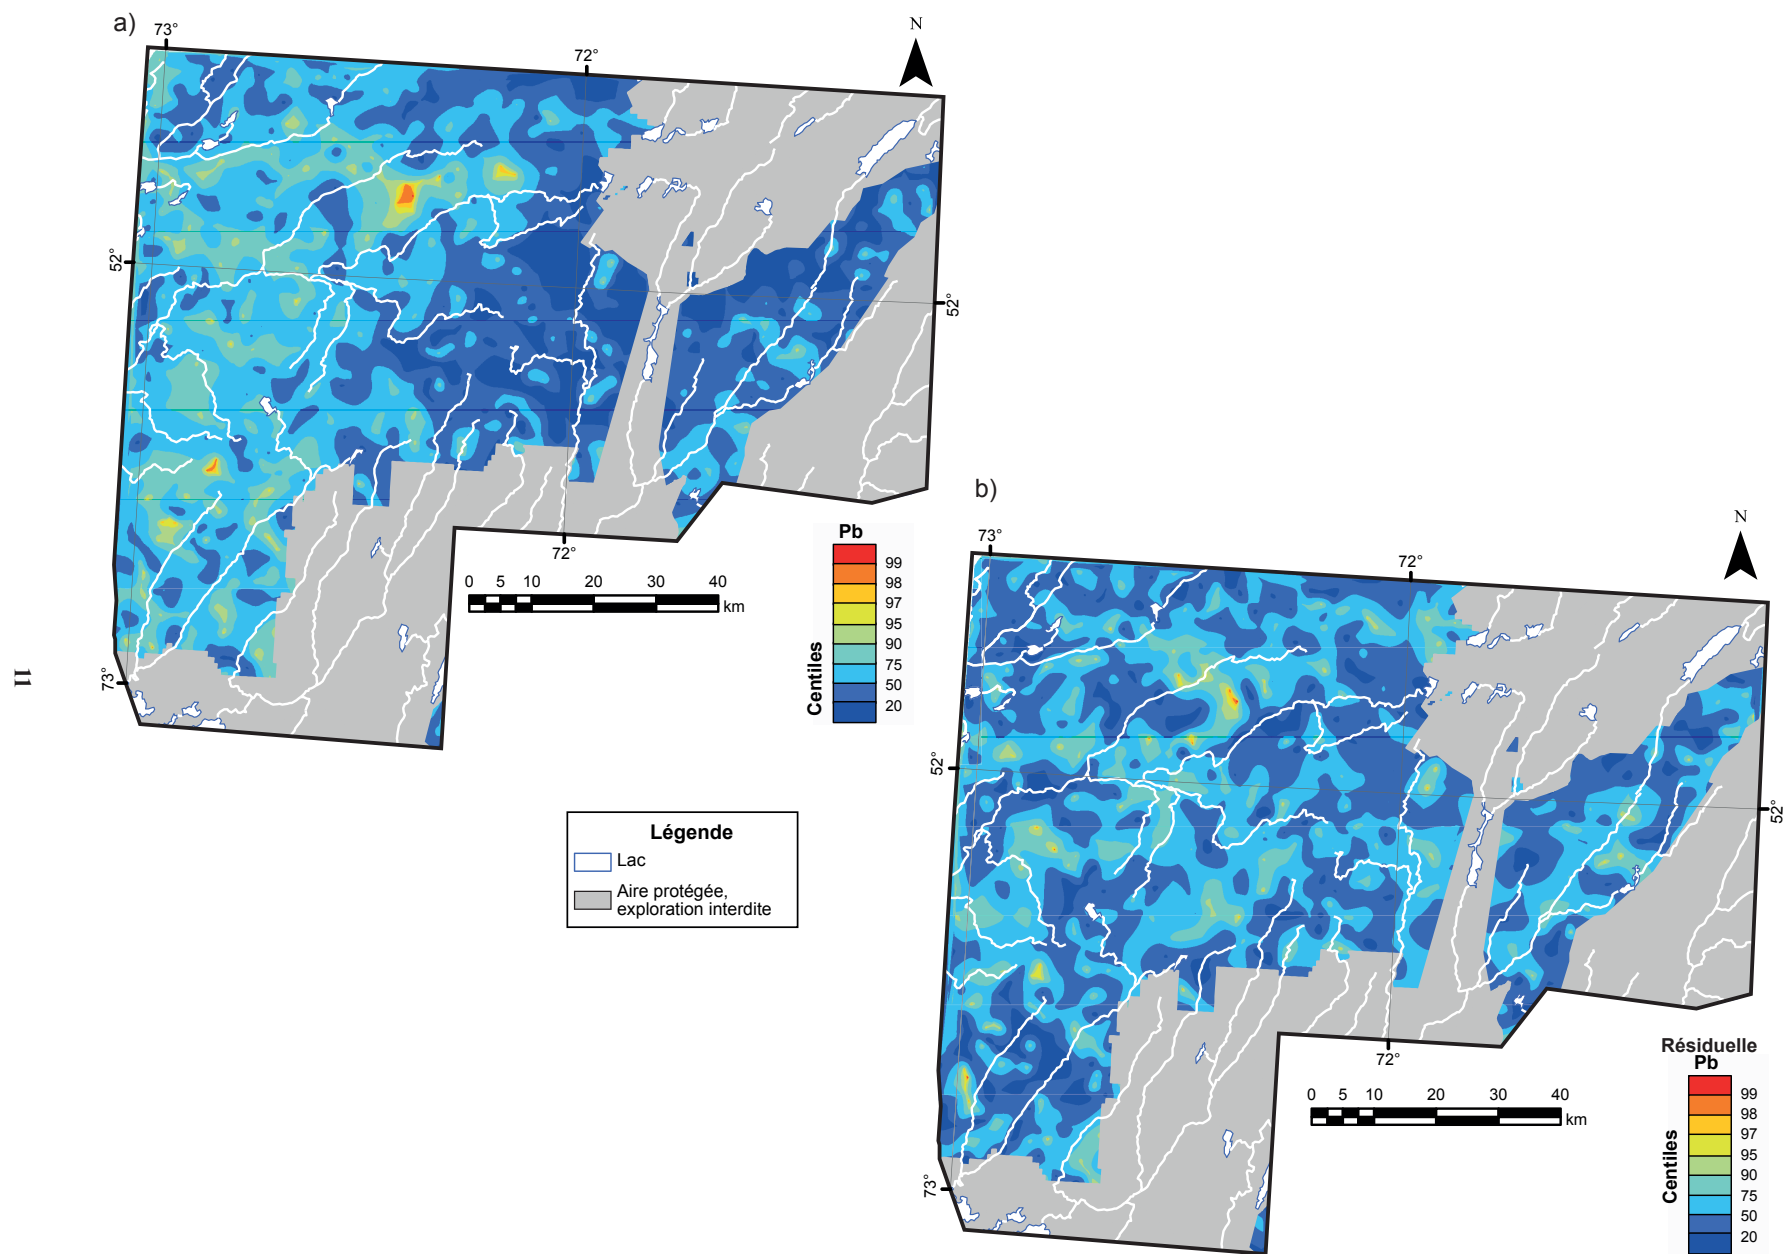 a)
73°
72°
N
52°
52°
73°
72°
Pb
99
98
97
95
90
75
50
20
Centiles
0 5 10 20 30 40
km
Légende
Lac
Aire protégée,
exploration interdite
11
b)
73°
72°
N
52°
52°
73°
72°
Résiduelle
Pb
99
98
97
95
90
75
50
20
Centiles
0 5 10 20 30 40
km